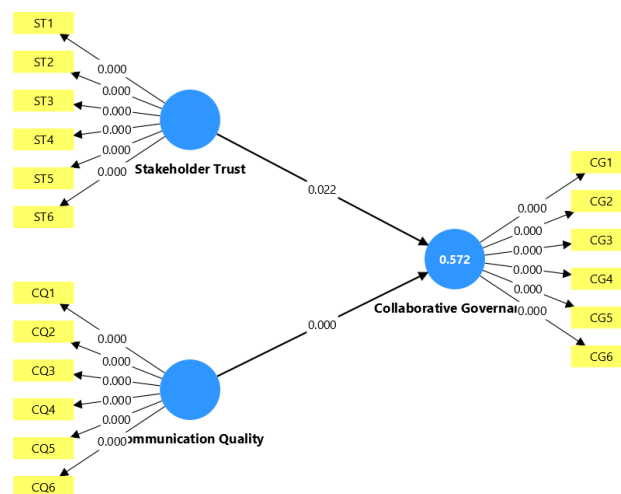 ST1
ST2
ST3
ST4
ST5
ST6
0.000
0.000
0.000
0.000
0.000
0.000
Stakeholder Trust
0.022
CQ1
CQ2
CQ3
CQ4
CQ5
CQ6
0.000
0.000
0.000
0.000
0.000
0.000
ommunication Quality
0.000
0.572
Collaborative Governa
CG1
CG2
CG3
CG4
CG5
CG6
0.000
0.000
0.000
0.000
0.000
0.000